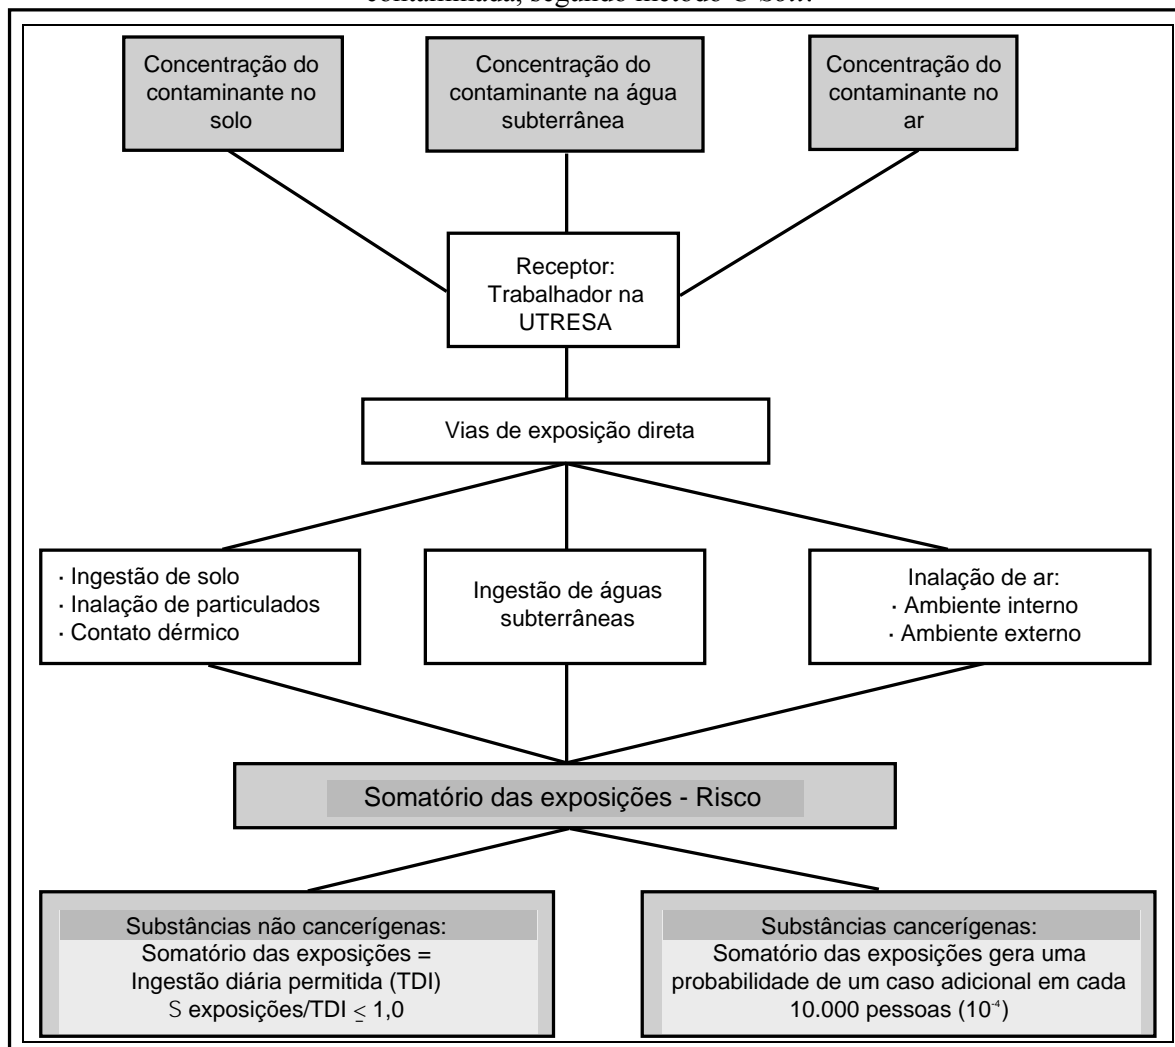 contaminada, segundo método C-Soil.
Concentração do
contaminante no
solo
Concentração do
contaminante na água
subterrânea
Concentração do
contaminante no
ar
Receptor:
Trabalhador na
UTRESA
Vias de exposição direta
· Ingestão de solo
· Inalação de particulados
· Contato dérmico
Ingestão de águas
subterrâneas
Inalação de ar:
· Ambiente interno
· Ambiente externo
Somatório das exposições - Risco
Substâncias não cancerígenas:
Somatório das exposições =
Ingestão diária permitida (TDI)
S exposições/TDI ≤ 1,0
Substâncias cancerígenas:
Somatório das exposições gera uma
probabilidade de um caso adicional em cada
10.000 pessoas (10⁻⁴)